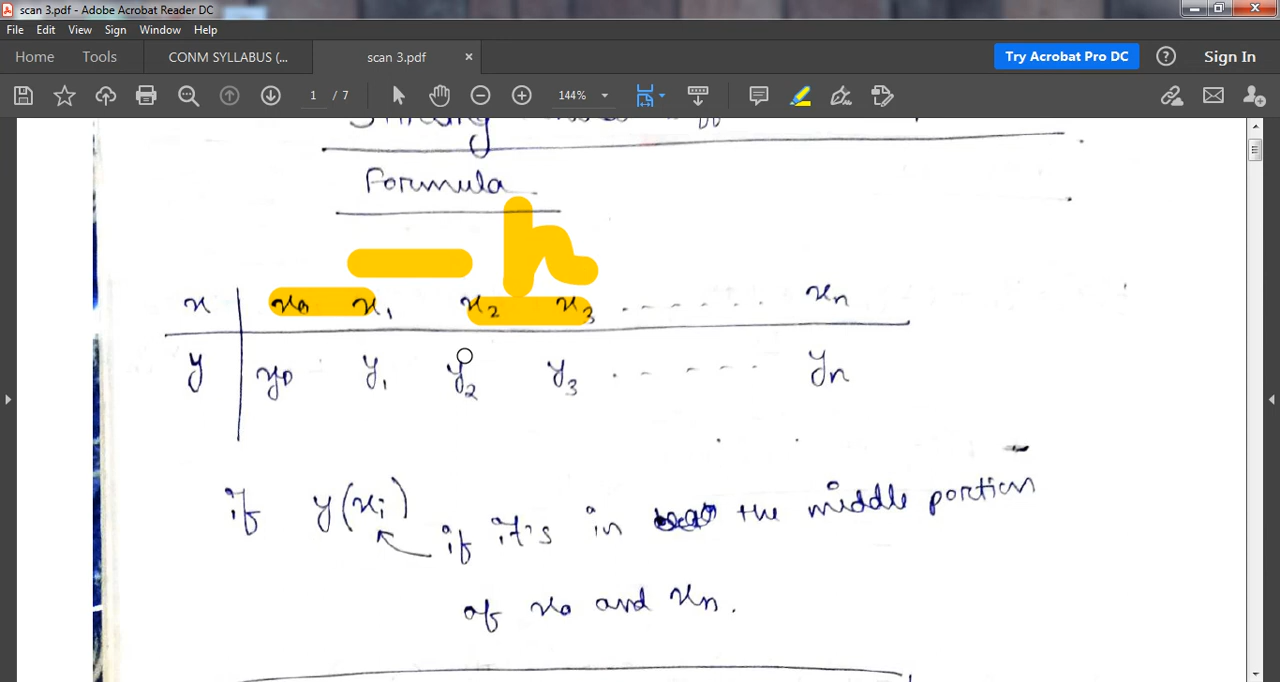 scan 3.pdf - Adobe Acrobat Reader DC
File Edit View Sign Window Help
Home Tools CONM SYLLABUS (... scan 3.pdf × Try Acrobat Pro DC ? Sign In
1 / 7 144%
Formula
h
x x₀ x₁ x₂ x₃ ........ xₙ
y y₀ y₁ y₂ y₃ ........ yₙ
if y(xᵢ)
if it's in the middle portion
of x₀ and xₙ.